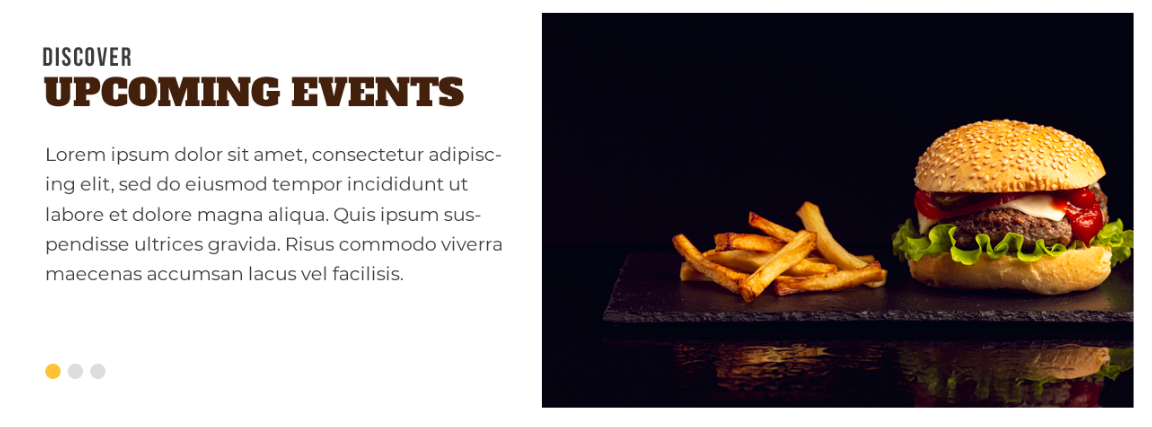 DISCOVER
UPCOMING EVENTS
Lorem ipsum dolor sit amet, consectetur adipisc-
ing elit, sed do eiusmod tempor incididunt ut
labore et dolore magna aliqua. Quis ipsum sus-
pendisse ultrices gravida. Risus commodo viverra
maecenas accumsan lacus vel facilisis.